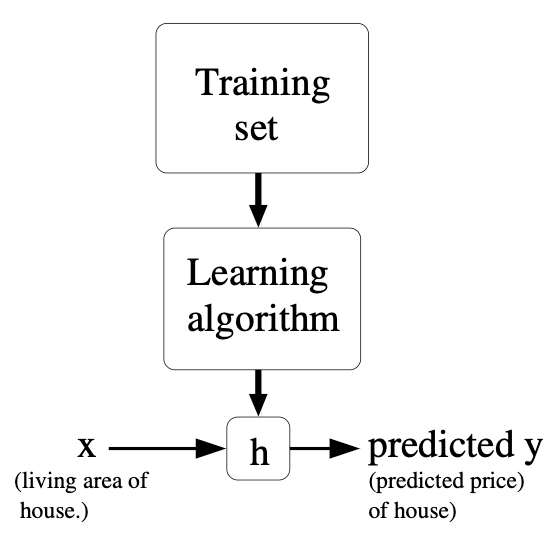 Training
set
Learning
algorithm
x
h
predicted y
(living area of
house.)
(predicted price)
of house)